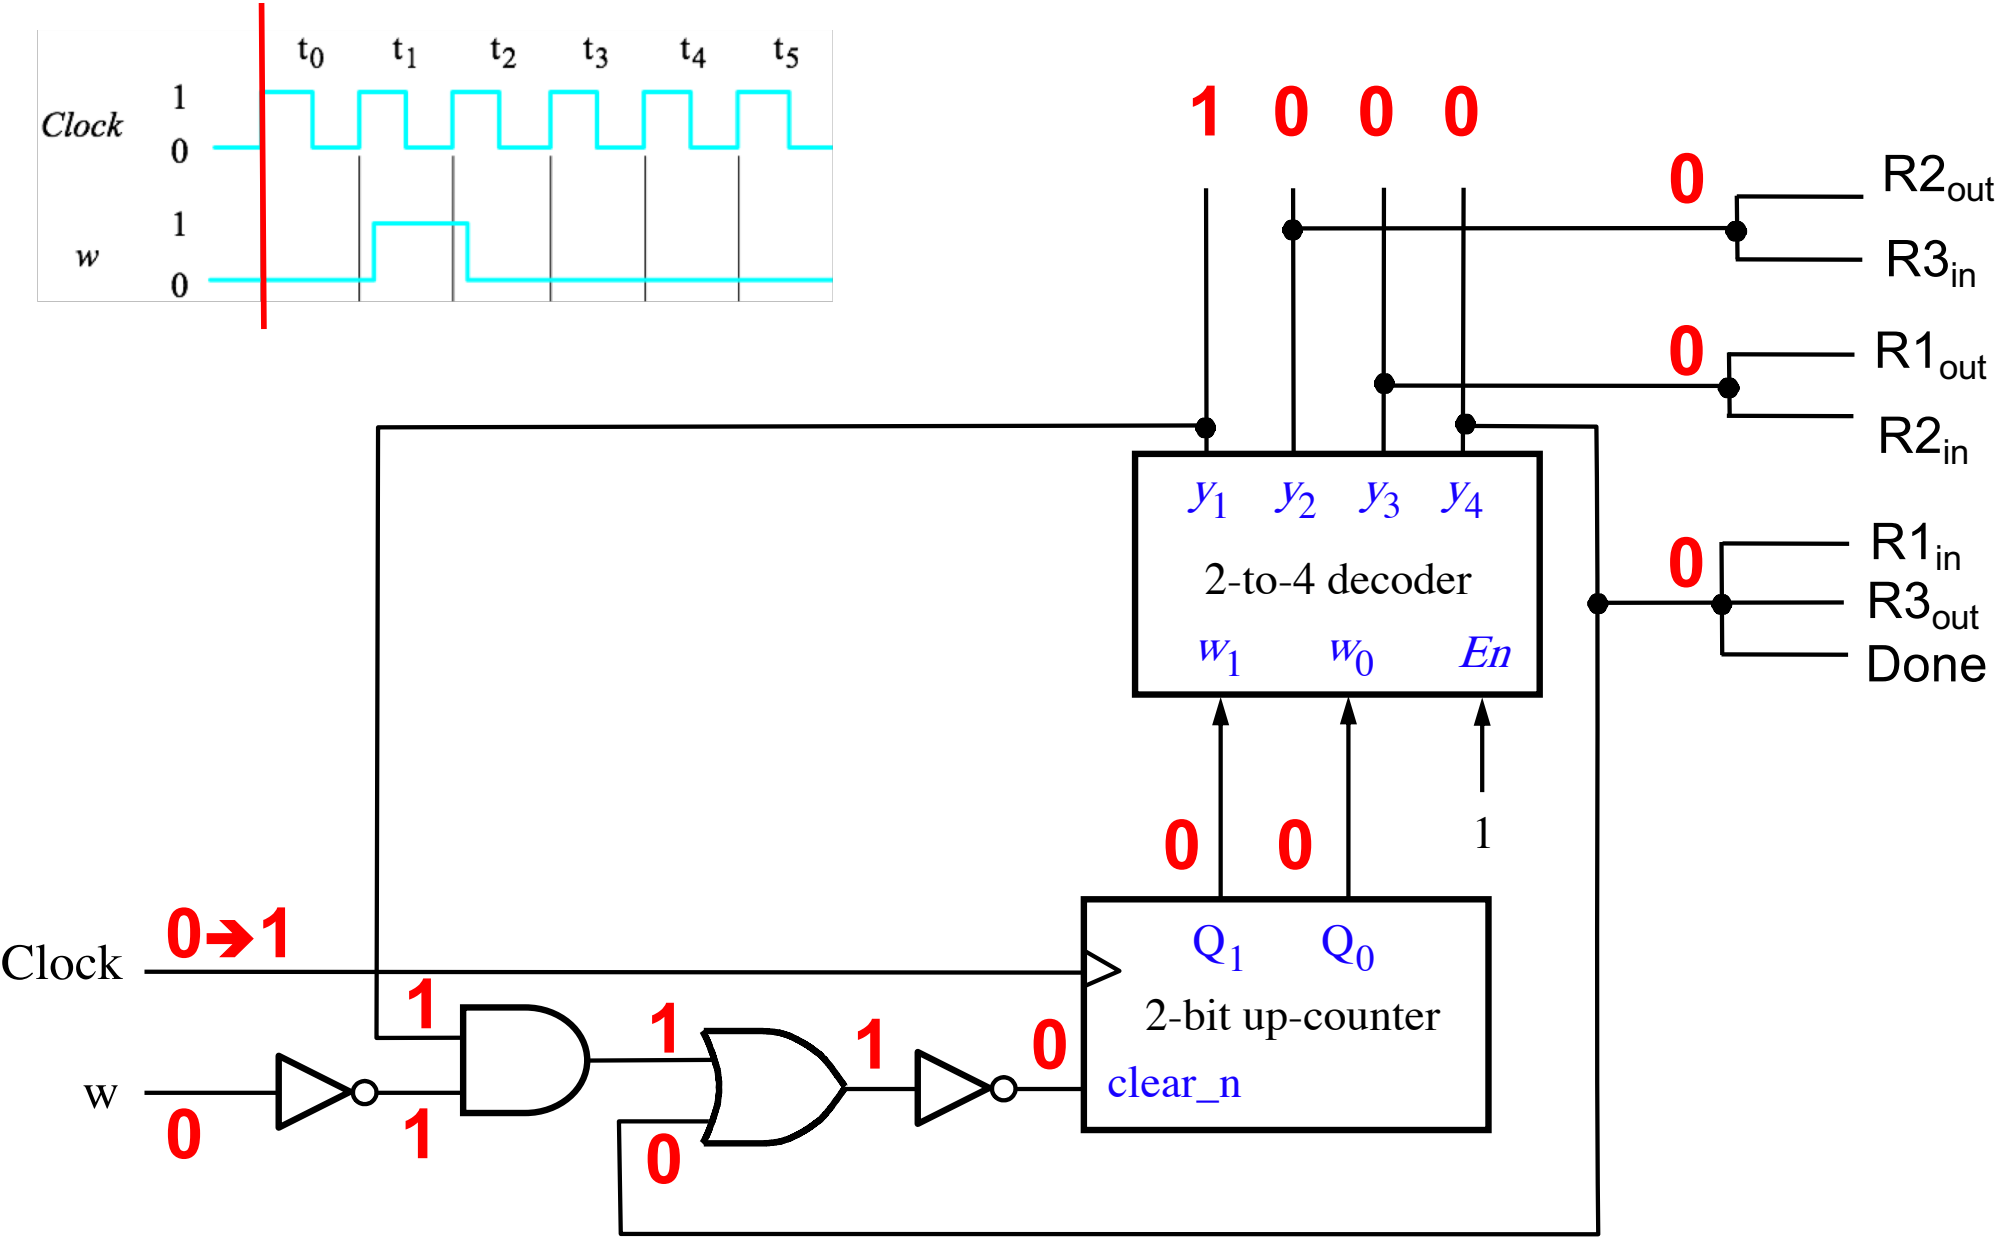 t0 t1 t2 t3 t4 t5
Clock 1
0
w 1
0
1 0 0 0
0 R2out
R3in
0 R1out
R2in
y1 y2 y3 y4
2-to-4 decoder
w1 w0 En
0 R1in
R3out
Done
0 0 1
Clock 0➔1
Q1 Q0
2-bit up-counter
clear_n
1 1 1 0
w 0 1 0